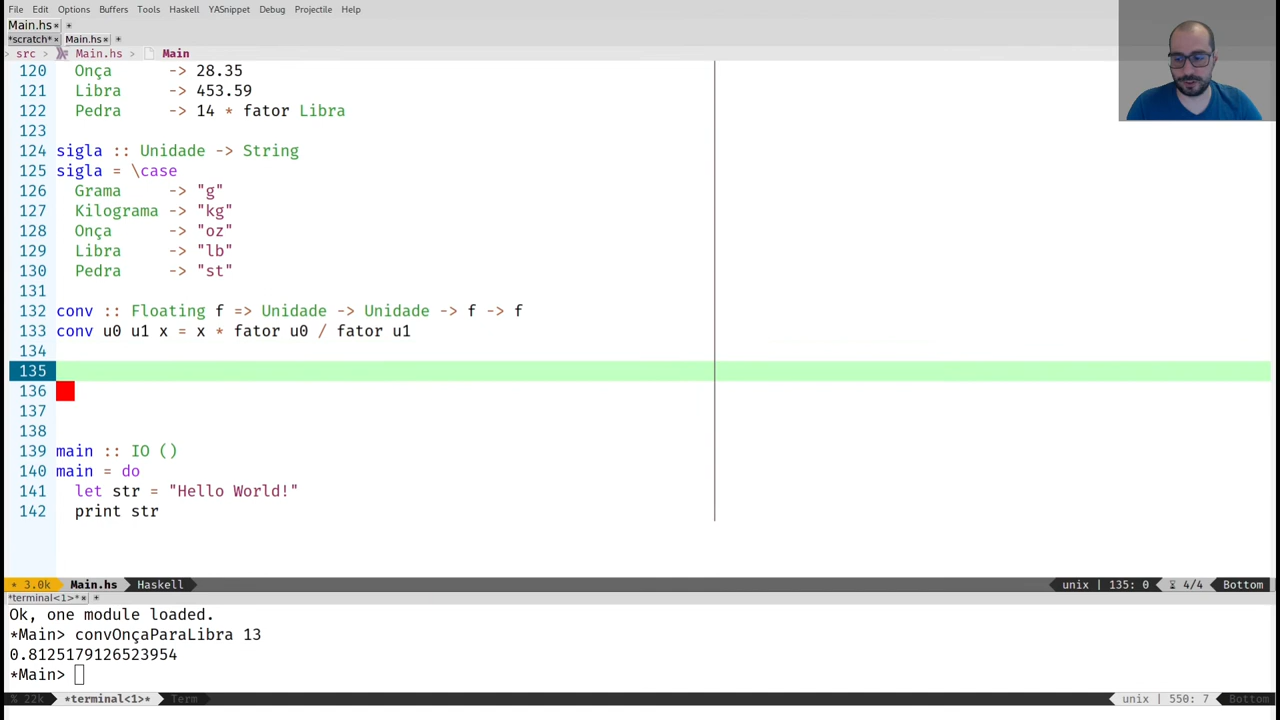 File Edit Options Buffers Tools Haskell YASnippet Debug Projectile Help
Main.hs× +
*scratch*× Main.hs× +
> src > Main.hs > Main
120 Onça -> 28.35
121 Libra -> 453.59
122 Pedra -> 14 * fator Libra
123
124 sigla :: Unidade -> String
125 sigla = \case
126 Grama -> "g"
127 Kilograma -> "kg"
128 Onça -> "oz"
129 Libra -> "lb"
130 Pedra -> "st"
131
132 conv :: Floating f => Unidade -> Unidade -> f -> f
133 conv u0 u1 x = x * fator u0 / fator u1
134
135
136
137
138
139 main :: IO ()
140 main = do
141 let str = "Hello World!"
142 print str
* 3.0k Main.hs Haskell unix | 135: 0 4/4 Bottom
*terminal<1>*× +
Ok, one module loaded.
*Main> convOnçaParaLibra 13
0.8125179126523954
*Main>
% 22k *terminal<1>* Term unix | 550: 7 Bottom